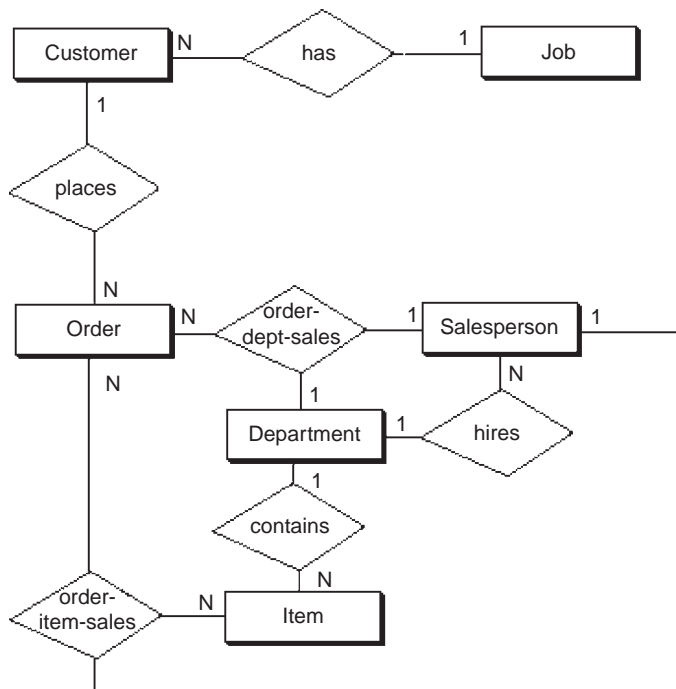 Customer
N
has
1
Job
1
places
N
Order
N
order-
dept-sales
1
Salesperson
1
N
1
N
Department
1
hires
1
contains
N
order-
item-sales
N
Item